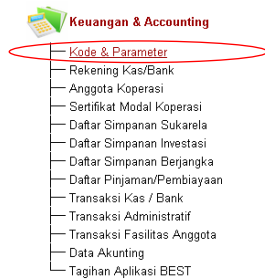 Keuangan & Accounting
Kode & Parameter
Rekening Kas/Bank
Anggota Koperasi
Sertifikat Modal Koperasi
Daftar Simpanan Sukarela
Daftar Simpanan Investasi
Daftar Simpanan Berjangka
Daftar Pinjaman/Pembiayaan
Transaksi Kas / Bank
Transaksi Administratif
Transaksi Fasilitas Anggota
Data Akunting
Tagihan Aplikasi BEST